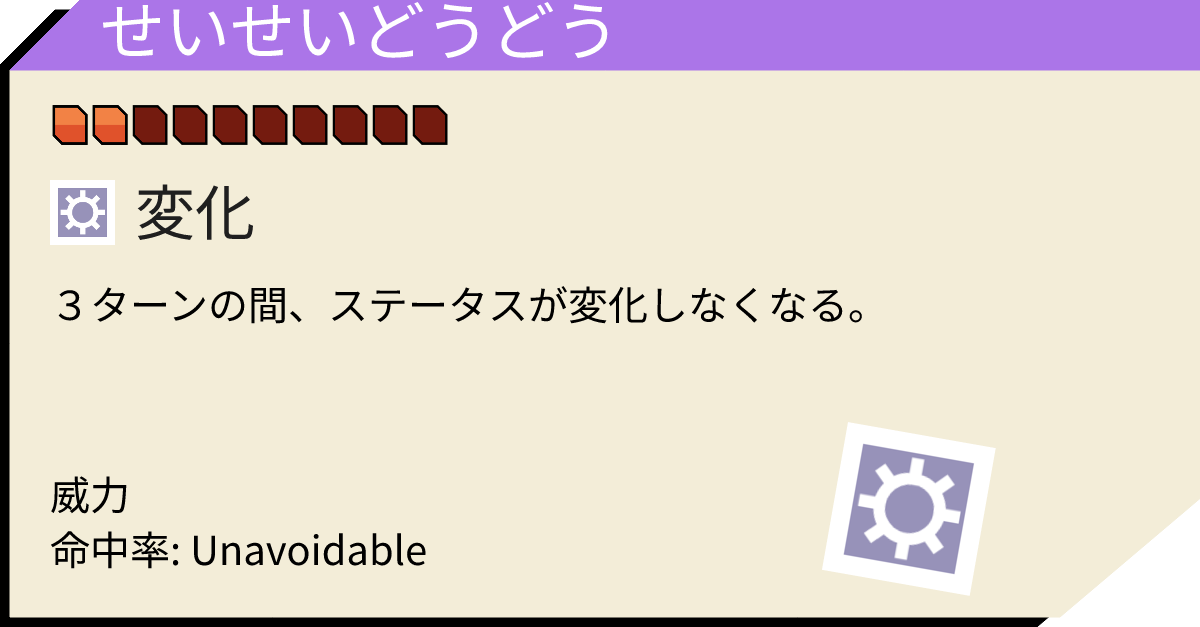 せいせいどうどう
変化
３ターンの間、ステータスが変化しなくなる。
威力
命中率: Unavoidable